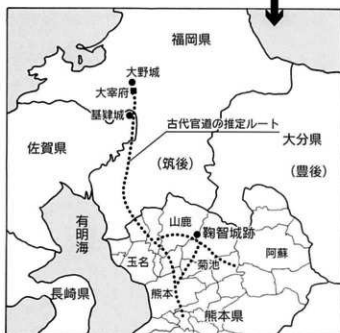 福岡県
大野城
大宰府
基肄城
古代官道の推定ルート
佐賀県
大分県
(筑後)
(豊後)
有明海
山鹿
鞠智城跡
阿蘇
玉名
菊池
熊本
長崎県
熊本県